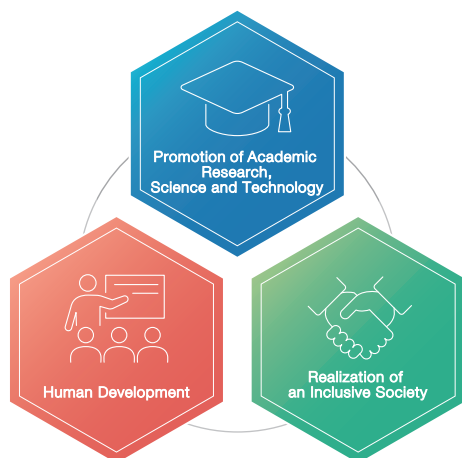 Promotion of Academic
Research,
Science and Technology
Human Development
Realization of
an Inclusive Society